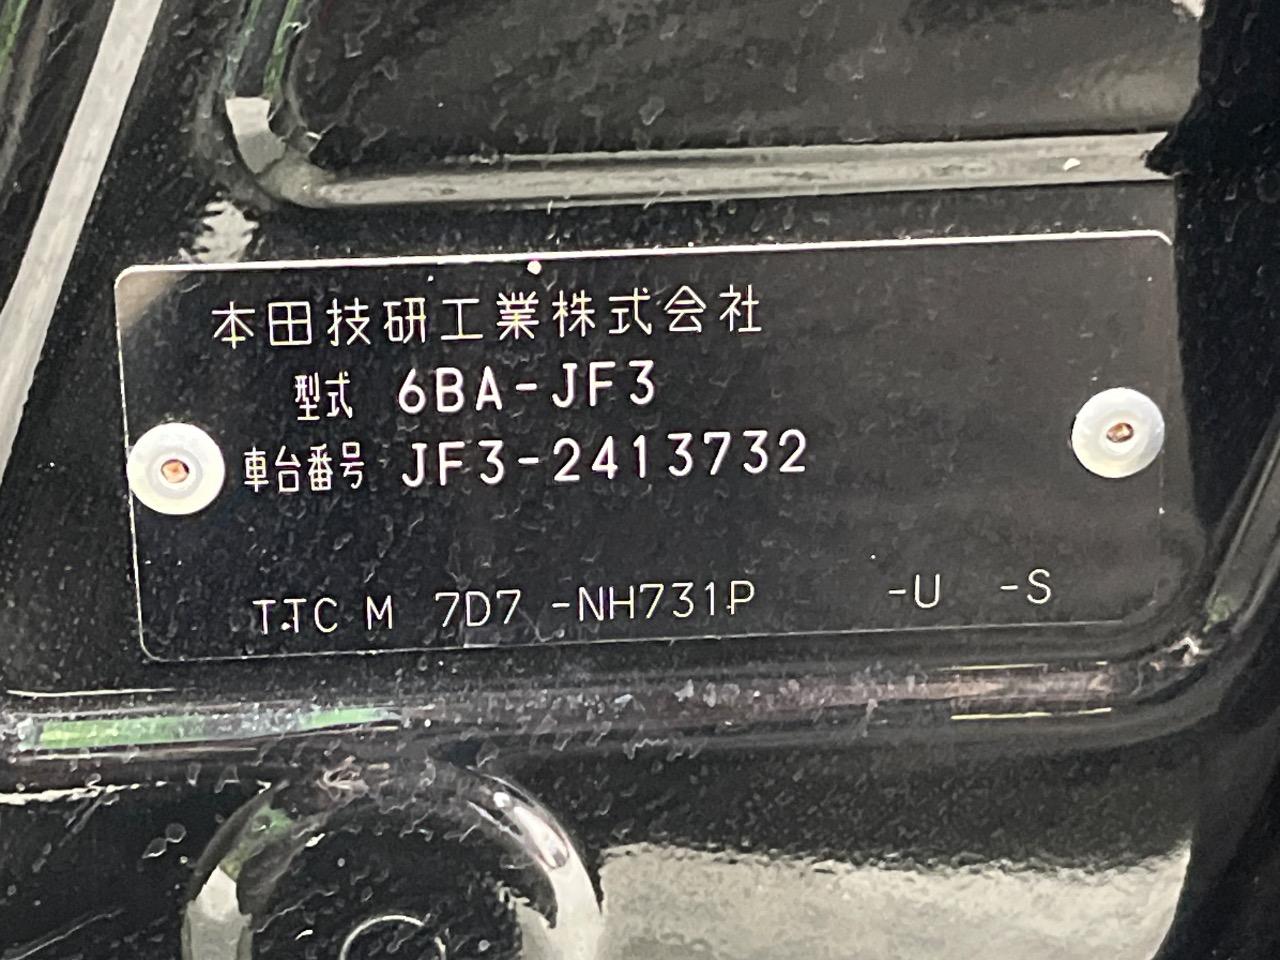 本田技研工業株式会社
型式 6BA-JF3
車台番号 JF3-2413732
TTC M 7D7 -NH731P -U -S